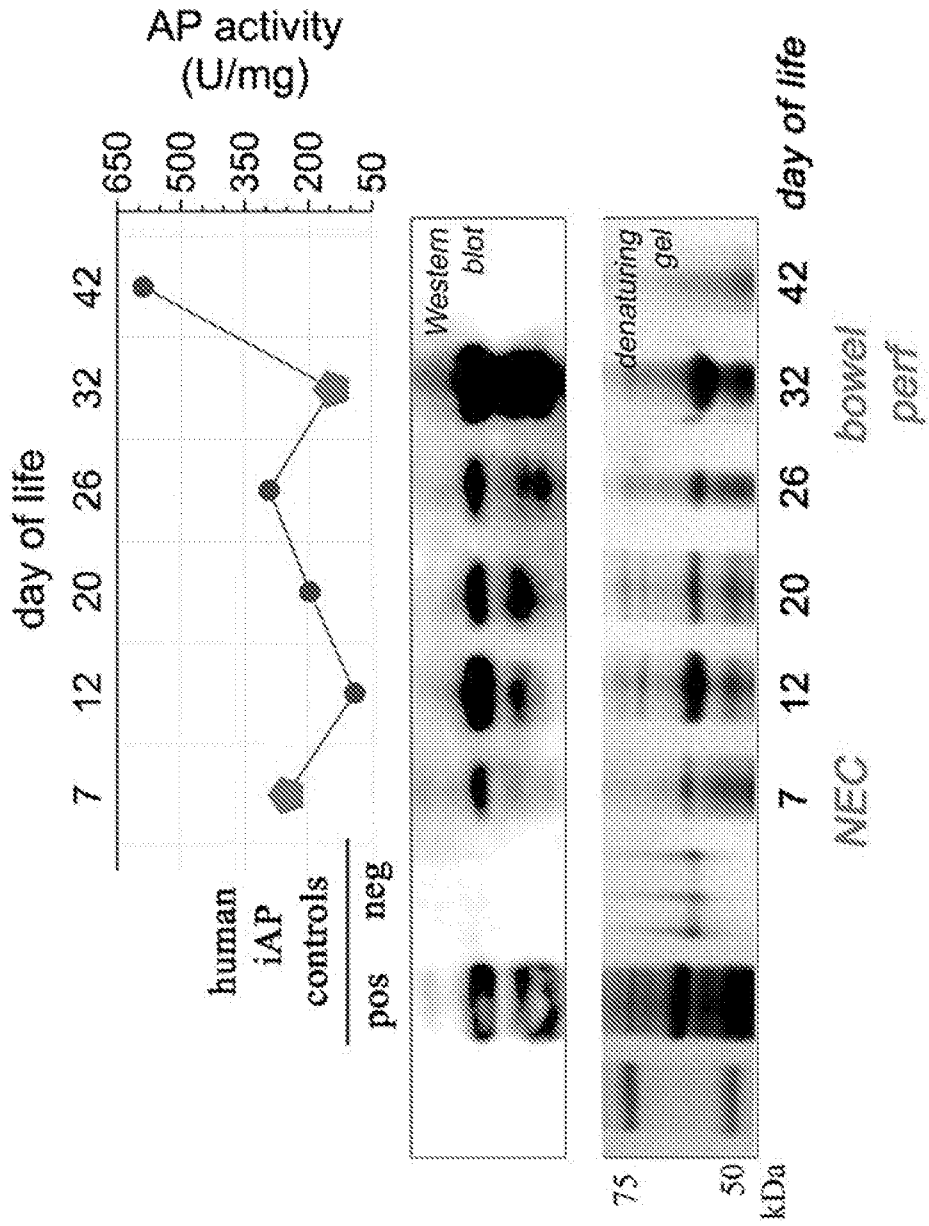 day of life
7 12 20 26 32 42
AP activity
(U/mg)
650
500
350
200
50
human
iAP
controls
pos neg
Western
blot
denaturing
gel
75
50
kDa
7 12 20 26 32 42 day of life
NEC
bowel
perf